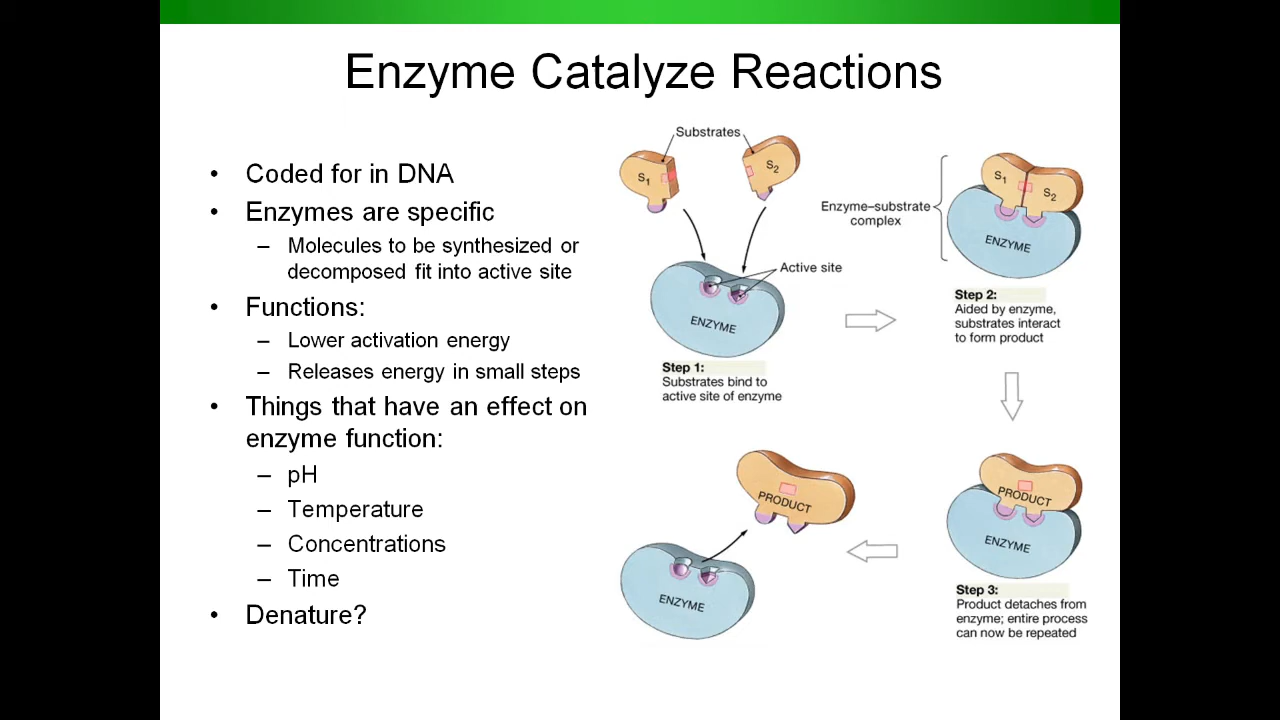 Enzyme Catalyze Reactions
• Coded for in DNA
• Enzymes are specific
– Molecules to be synthesized or
decomposed fit into active site
• Functions:
– Lower activation energy
– Releases energy in small steps
• Things that have an effect on
enzyme function:
– pH
– Temperature
– Concentrations
– Time
• Denature?
Substrates
S1
S2
Active site
ENZYME
Step 1:
Substrates bind to
active site of enzyme
Enzyme–substrate
complex
S1
S2
ENZYME
Step 2:
Aided by enzyme,
substrates interact
to form product
PRODUCT
ENZYME
Step 3:
Product detaches from
enzyme; entire process
can now be repeated
PRODUCT
ENZYME